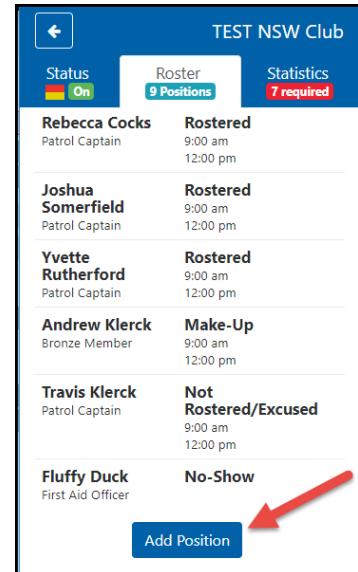 TEST NSW Club
Status Roster Statistics
On 9 Positions 7 required
Rebecca Cocks Rostered
Patrol Captain 9:00 am
12:00 pm
Joshua Rostered
Somerfield 9:00 am
Patrol Captain 12:00 pm
Yvette Rostered
Rutherford 9:00 am
Patrol Captain 12:00 pm
Andrew Klerck Make-Up
Bronze Member 9:00 am
12:00 pm
Travis Klerck Not
Patrol Captain Rostered/Excused
9:00 am
12:00 pm
Fluffy Duck No-Show
First Aid Officer
Add Position